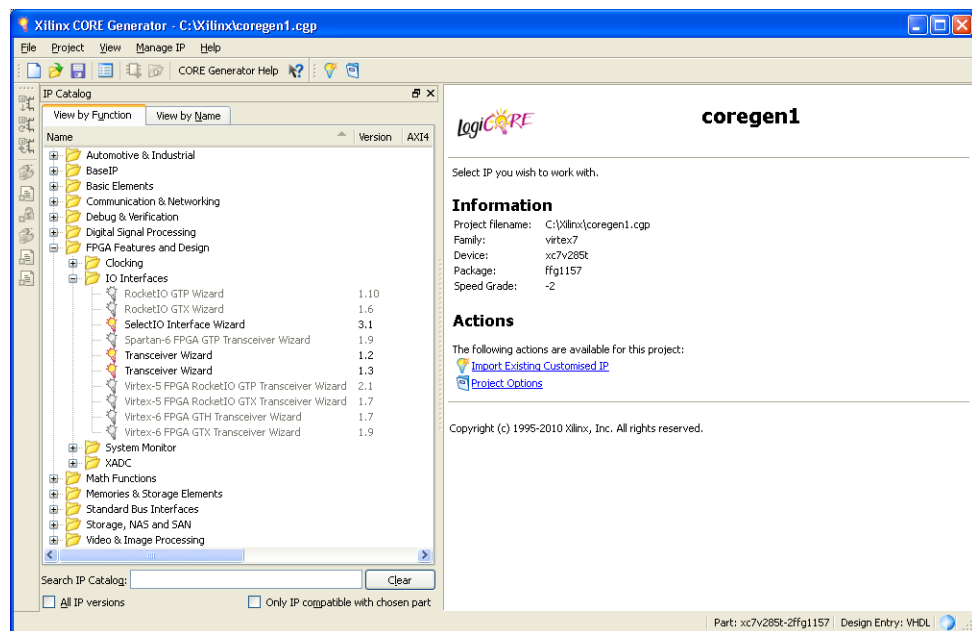 Xilinx CORE Generator - C:\Xilinx\coregen1.cgp
File Project View Manage IP Help
CORE Generator Help
IP Catalog
View by Function View by Name
Name Version AXI4
Automotive & Industrial
BaseIP
Basic Elements
Communication & Networking
Debug & Verification
Digital Signal Processing
FPGA Features and Design
Clocking
IO Interfaces
RocketIO GTP Wizard 1.10
RocketIO GTX Wizard 1.6
SelectIO Interface Wizard 3.1
Spartan-6 FPGA GTP Transceiver Wizard 1.9
Transceiver Wizard 1.2
Transceiver Wizard 1.3
Virtex-5 FPGA RocketIO GTP Transceiver Wizard 2.1
Virtex-5 FPGA RocketIO GTX Transceiver Wizard 1.7
Virtex-6 FPGA GTH Transceiver Wizard 1.7
Virtex-6 FPGA GTX Transceiver Wizard 1.9
System Monitor
XADC
Math Functions
Memories & Storage Elements
Standard Bus Interfaces
Storage, NAS and SAN
Video & Image Processing
Search IP Catalog: Clear
All IP versions Only IP compatible with chosen part
LogiCORE coregen1
Select IP you wish to work with.
Information
Project filename: C:\Xilinx\coregen1.cgp
Family: virtex7
Device: xc7v285t
Package: ffg1157
Speed Grade: -2
Actions
The following actions are available for this project:
Import Existing Customised IP
Project Options
Copyright (c) 1995-2010 Xilinx, Inc. All rights reserved.
Part: xc7v285t-2ffg1157 Design Entry: VHDL